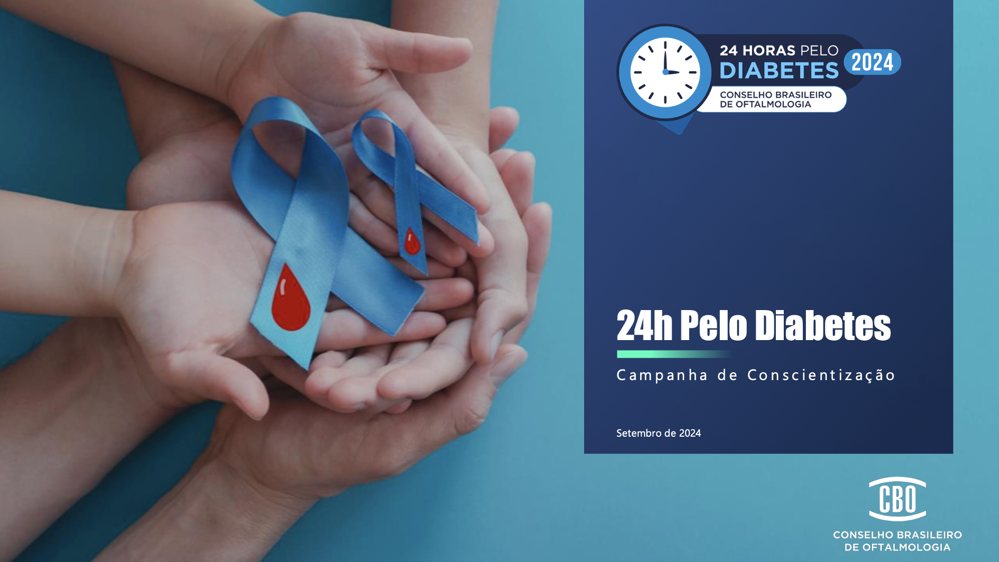 24 HORAS PELO
DIABETES
2024
CONSELHO BRASILEIRO
DE OFTALMOLOGIA
24h Pelo Diabetes
Campanha de Conscientização
Setembro de 2024
CBO
CONSELHO BRASILEIRO
DE OFTALMOLOGIA